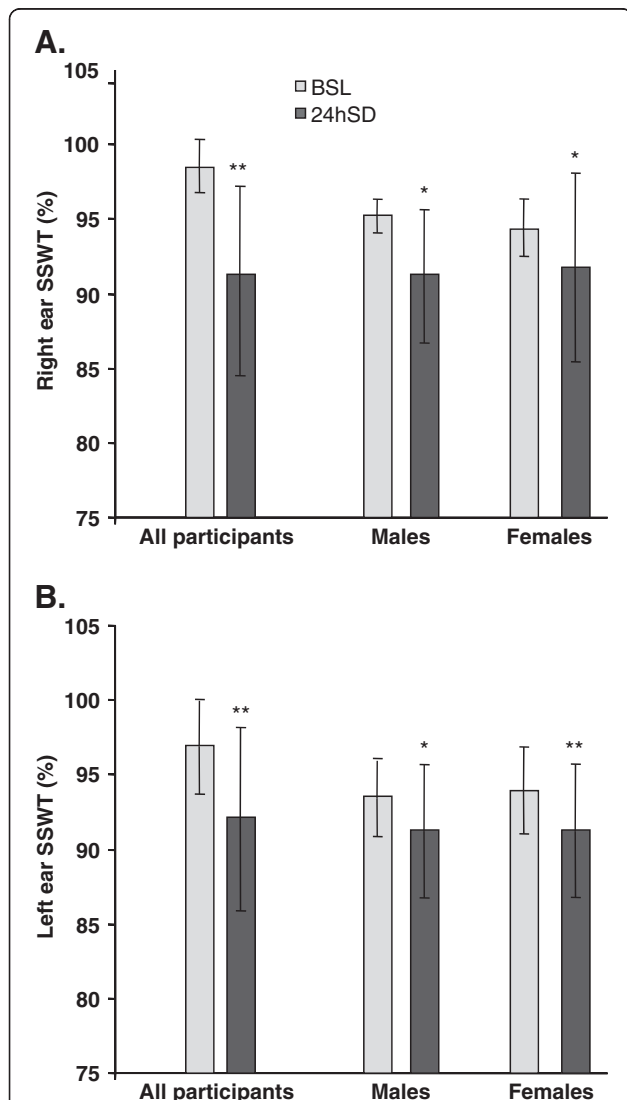 A.
105
100
95
90
85
80
75
Right ear SSWT (%)
BSL
24hSD
**
*
*
All participants Males Females
B.
105
100
95
90
85
80
75
Left ear SSWT (%)
**
*
**
All participants Males Females